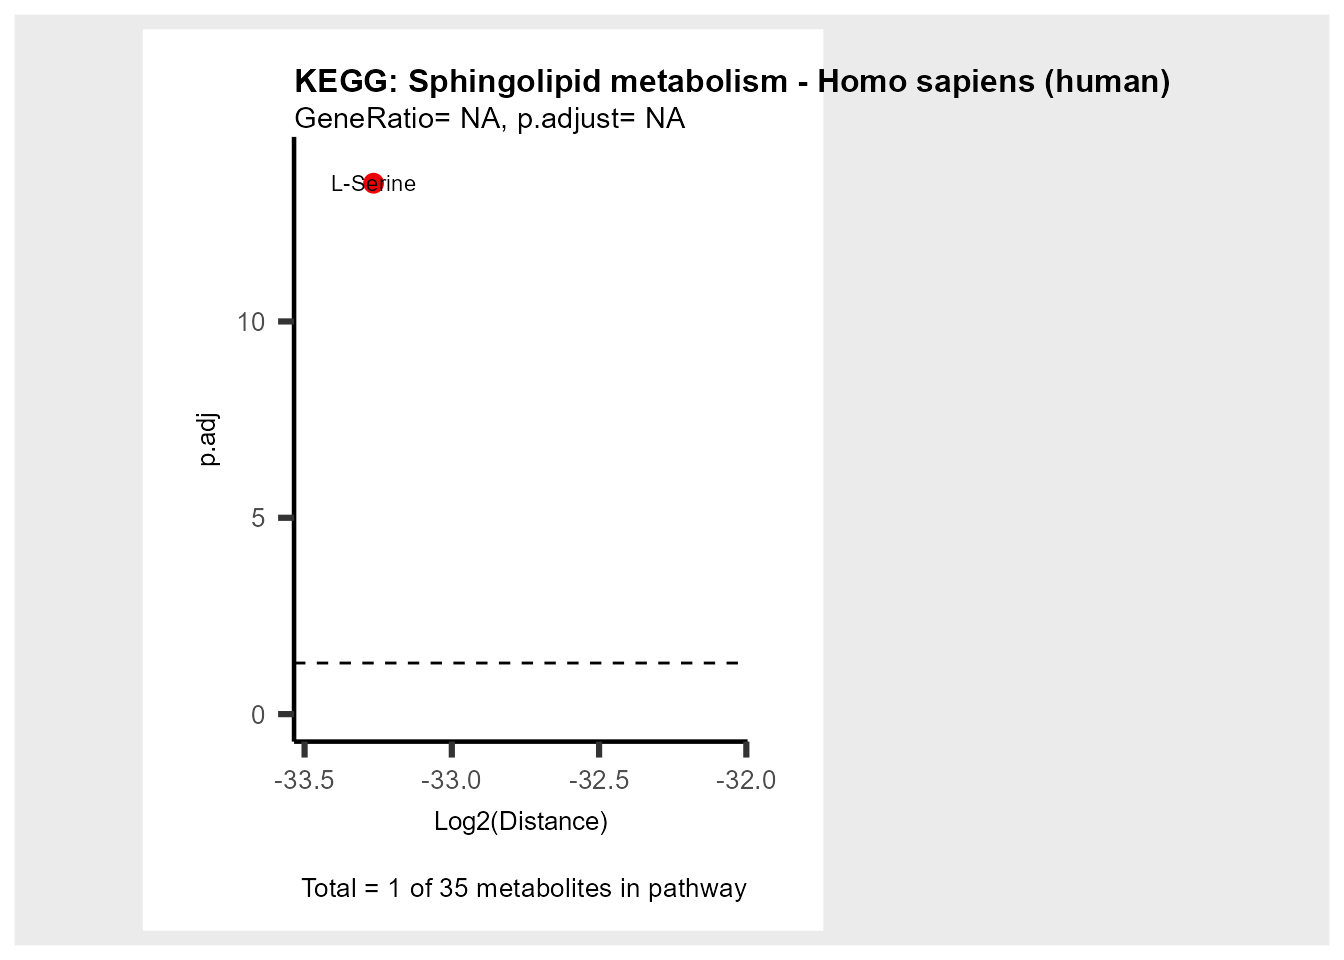 KEGG: Sphingolipid metabolism - Homo sapiens (human)
GeneRatio= NA, p.adjust= NA
L-Serine
10
p.adj
5
0
-33.5 -33.0 -32.5 -32.0
Log2(Distance)
Total = 1 of 35 metabolites in pathway